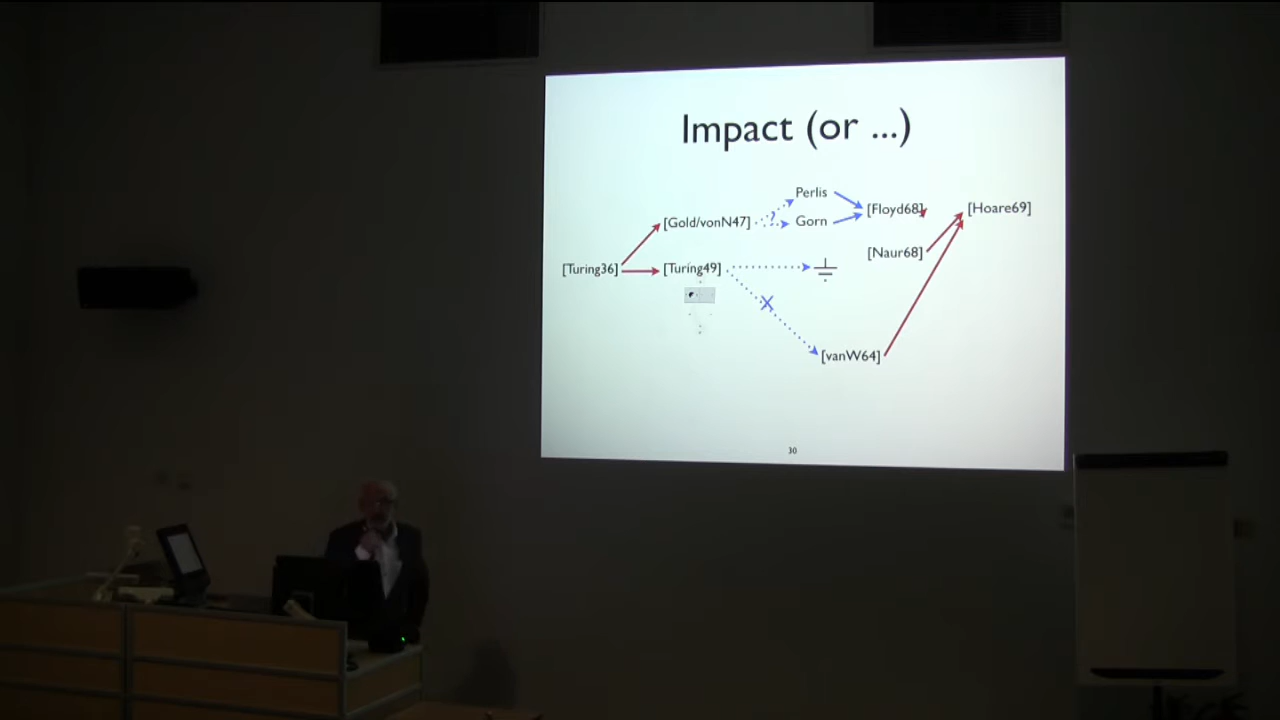 Impact (or ...)
Perlis
[Gold/vonN47] ? Gorn [Floyd68] [Hoare69]
[Naur68]
[Turing36] [Turing49]
X
[vanW64]
30